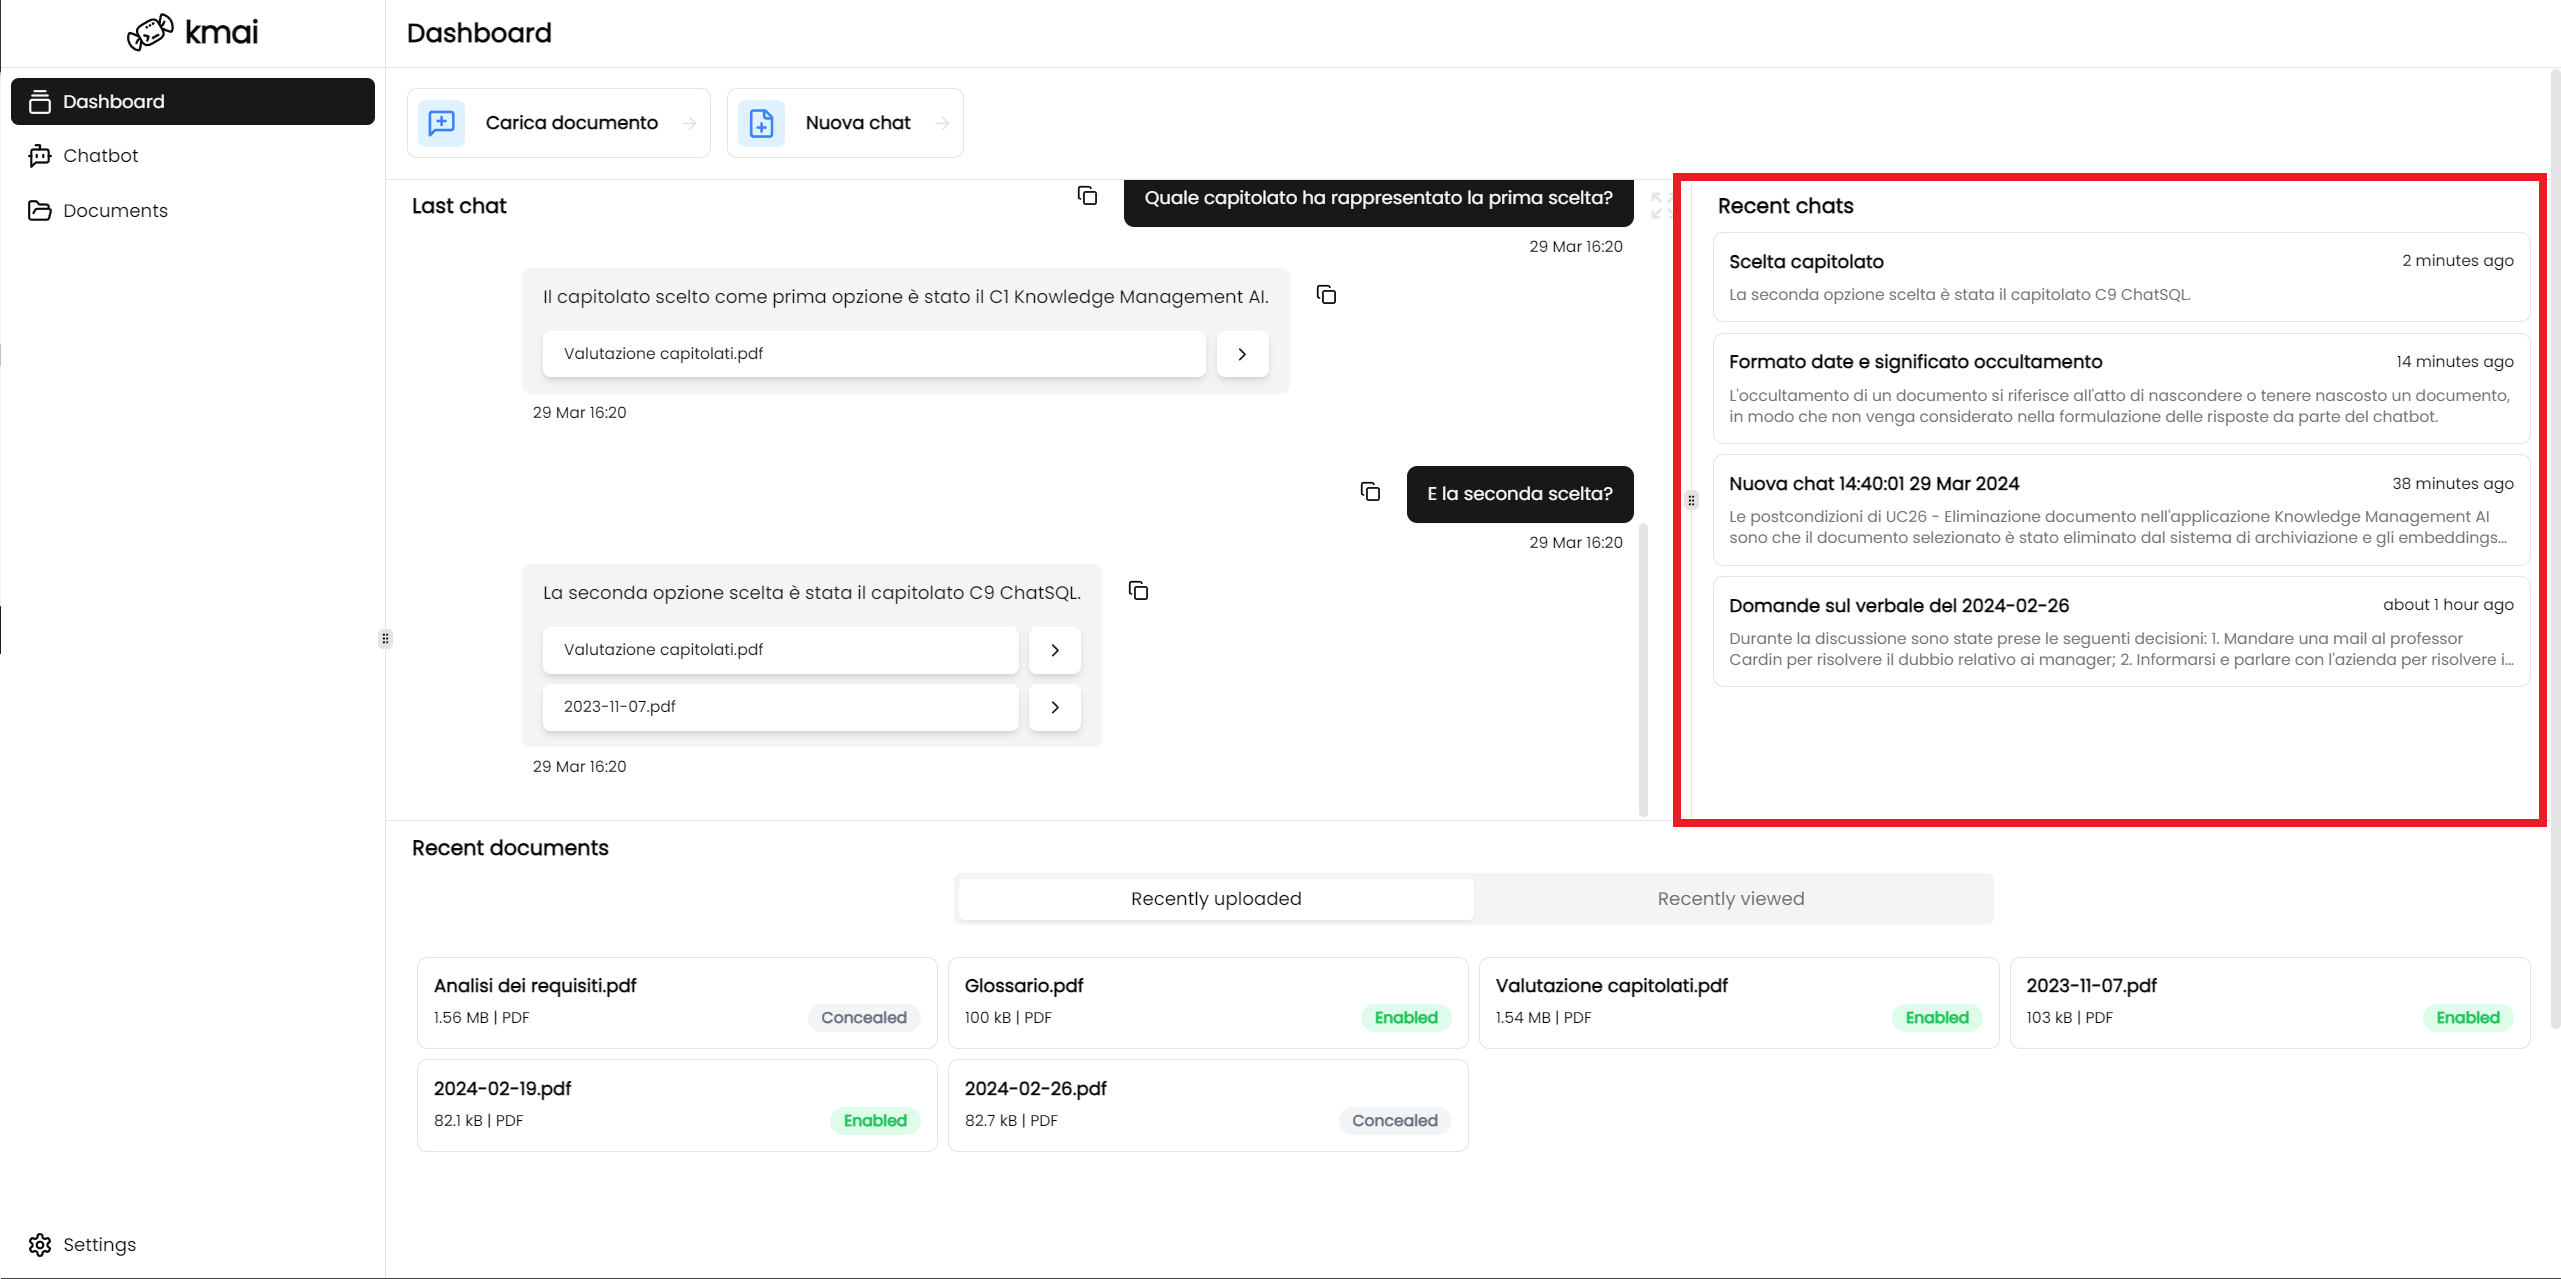 kmai
Dashboard
Chatbot
Documents
Settings
Dashboard
Carica documento
Nuova chat
Last chat
Quale capitolato ha rappresentato la prima scelta?
29 Mar 16:20
Il capitolato scelto come prima opzione è stato il C1 Knowledge Management AI.
Valutazione capitolati.pdf
29 Mar 16:20
E la seconda scelta?
29 Mar 16:20
La seconda opzione scelta è stata il capitolato C9 ChatSQL.
Valutazione capitolati.pdf
2023-11-07.pdf
29 Mar 16:20
Recent chats
Scelta capitolato
2 minutes ago
La seconda opzione scelta è stata il capitolato C9 ChatSQL.
Formato date e significato occultamento
14 minutes ago
L'occultamento di un documento si riferisce all'atto di nascondere o tenere nascosto un documento,
in modo che non venga considerato nella formulazione delle risposte da parte del chatbot.
Nuova chat 14:40:01 29 Mar 2024
38 minutes ago
Le postcondizioni di UC26 - Eliminazione documento nell'applicazione Knowledge Management AI
sono che il documento selezionato è stato eliminato dal sistema di archiviazione e gli embeddings...
Domande sul verbale del 2024-02-26
about 1 hour ago
Durante la discussione sono state prese le seguenti decisioni: 1. Mandare una mail al professor
Cardin per risolvere il dubbio relativo ai manager; 2. Informarsi e parlare con l'azienda per risolvere i...
Recent documents
Recently uploaded
Recently viewed
Analisi dei requisiti.pdf
1.56 MB | PDF
Concealed
Glossario.pdf
100 kB | PDF
Enabled
Valutazione capitolati.pdf
1.54 MB | PDF
Enabled
2023-11-07.pdf
103 kB | PDF
Enabled
2024-02-19.pdf
82.1 kB | PDF
Enabled
2024-02-26.pdf
82.7 kB | PDF
Concealed